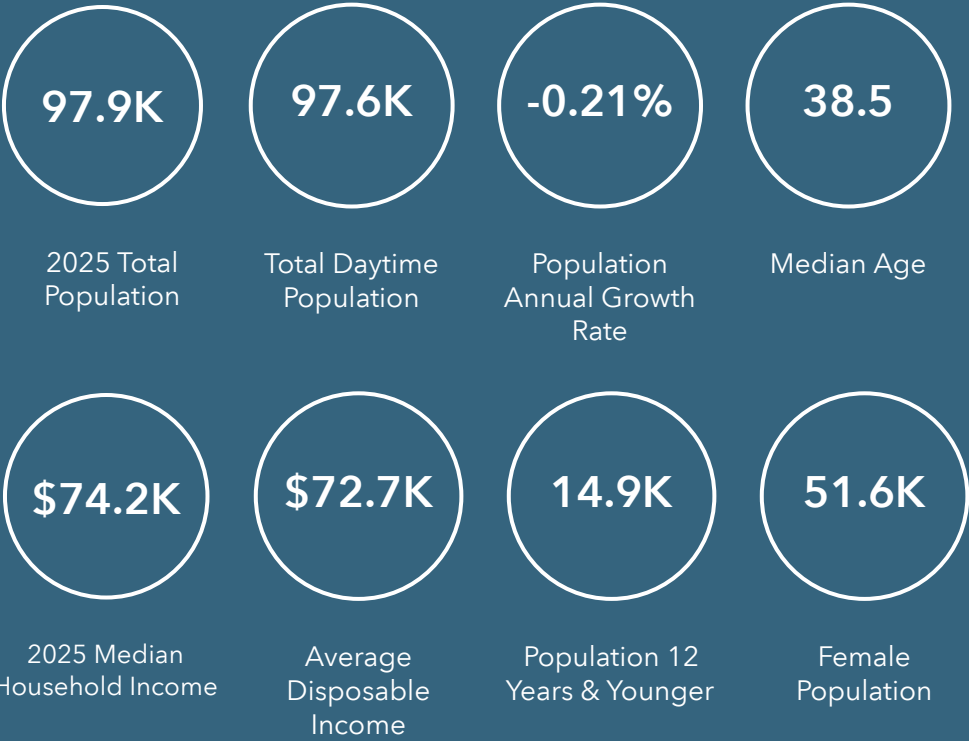 97.9K
97.6K
-0.21%
38.5
2025 Total
Population
Total Daytime
Population
Population
Annual Growth
Rate
Median Age
$74.2K
$72.7K
14.9K
51.6K
2025 Median
Household Income
Average
Disposable
Income
Population 12
Years & Younger
Female
Population